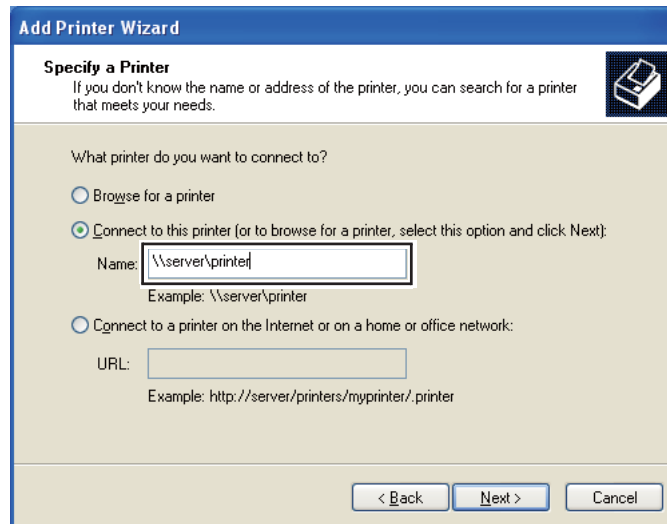 Add Printer Wizard
Specify a Printer
If you don't know the name or address of the printer, you can search for a printer
that meets your needs.
What printer do you want to connect to?
Browse for a printer
Connect to this printer (or to browse for a printer, select this option and click Next):
Name: \\server\printer
Example: \\server\printer
Connect to a printer on the Internet or on a home or office network:
URL:
Example: http://server/printers/myprinter/.printer
< Back Next > Cancel